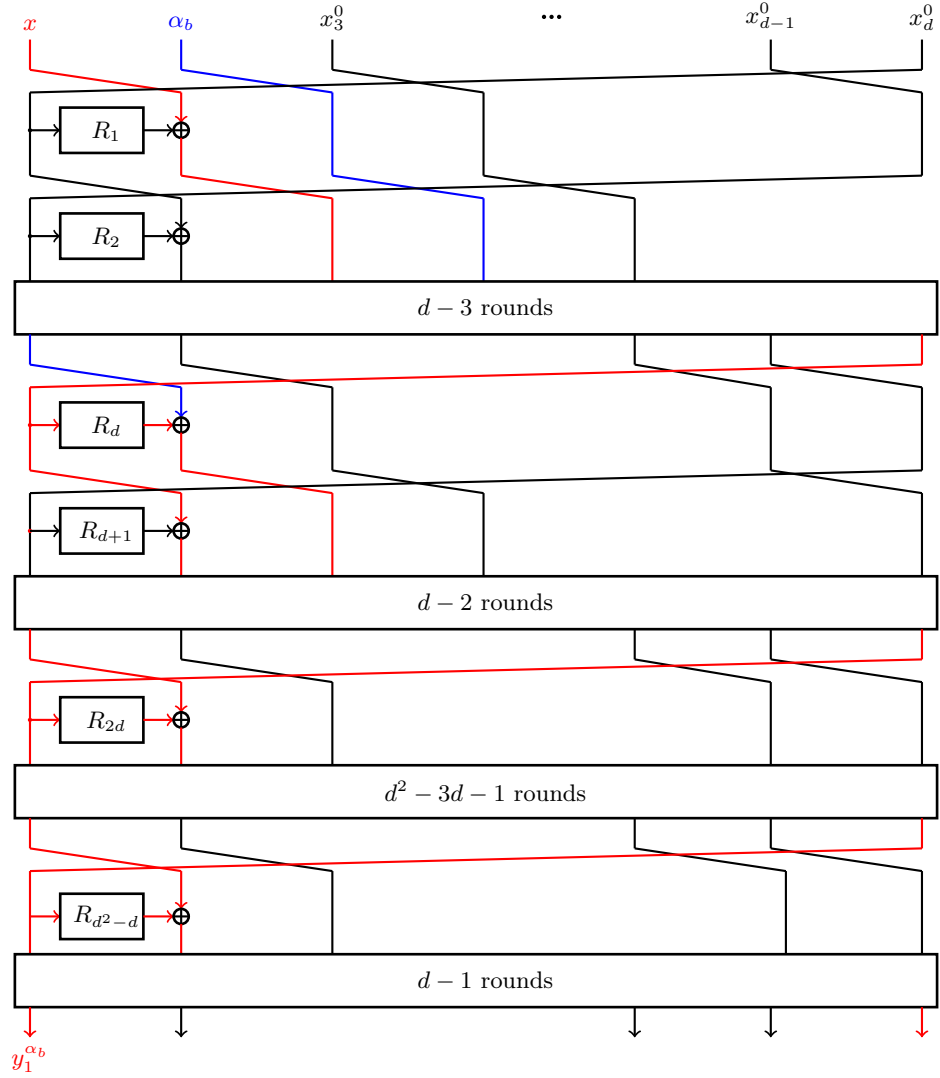 x α_b x_3^0 ... x_{d-1}^0 x_d^0
R_1
R_2
d − 3 rounds
R_d
R_{d+1}
d − 2 rounds
R_{2d}
d^2 − 3d − 1 rounds
R_{d^2−d}
d − 1 rounds
y_1^{α_b}